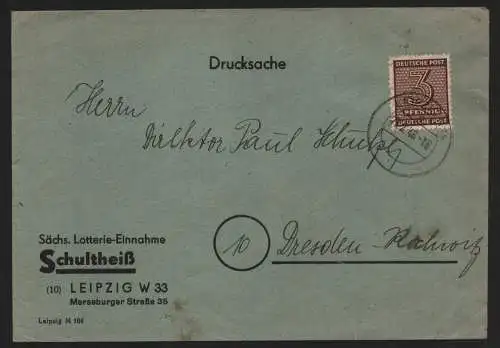 Drucksache
DEUTSCHE POST
3
PFENNIG
DEUTSCHE POST
Herrn
Direktor Paul
Sächs. Lotterie-Einnahme
Schultheiß
(10) LEIPZIG W 33
Merseburger Straße 35
Leipzig M 106
10 Dresden-